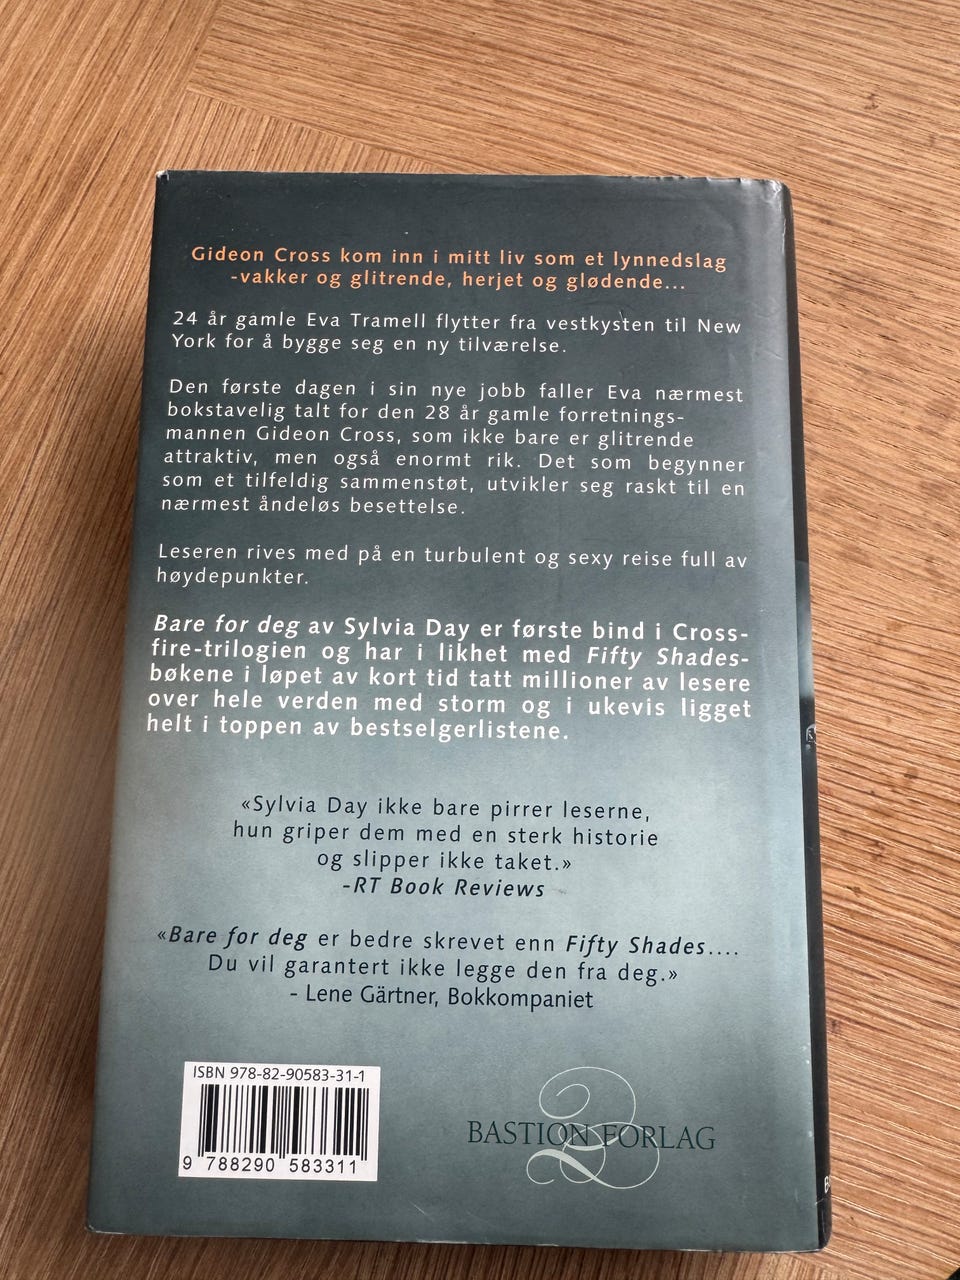 Gideon Cross kom inn i mitt liv som et lynnedslag
-vakker og glitrende, herjet og glødende...
24 år gamle Eva Tramell flytter fra vestkysten til New
York for å bygge seg en ny tilværelse.
Den første dagen i sin nye jobb faller Eva nærmest
bokstavelig talt for den 28 år gamle forretnings-
mannen Gideon Cross, som ikke bare er glitrende
attraktiv, men også enormt rik. Det som begynner
som et tilfeldig sammenstøt, utvikler seg raskt til en
nærmest åndeløs besettelse.
Leseren rives med på en turbulent og sexy reise full av
høydepunkter.
Bare for deg av Sylvia Day er første bind i Cross-
fire-trilogien og har i likhet med Fifty Shades-
bøkene i løpet av kort tid tatt millioner av lesere
over hele verden med storm og i ukevis ligget
helt i toppen av bestselgerlistene.
«Sylvia Day ikke bare pirrer leserne,
hun griper dem med en sterk historie
og slipper ikke taket.»
-RT Book Reviews
«Bare for deg er bedre skrevet enn Fifty Shades....
Du vil garantert ikke legge den fra deg.»
- Lene Gärtner, Bokkompaniet
ISBN 978-82-90583-31-1
9 788290 583311
BASTION FORLAG